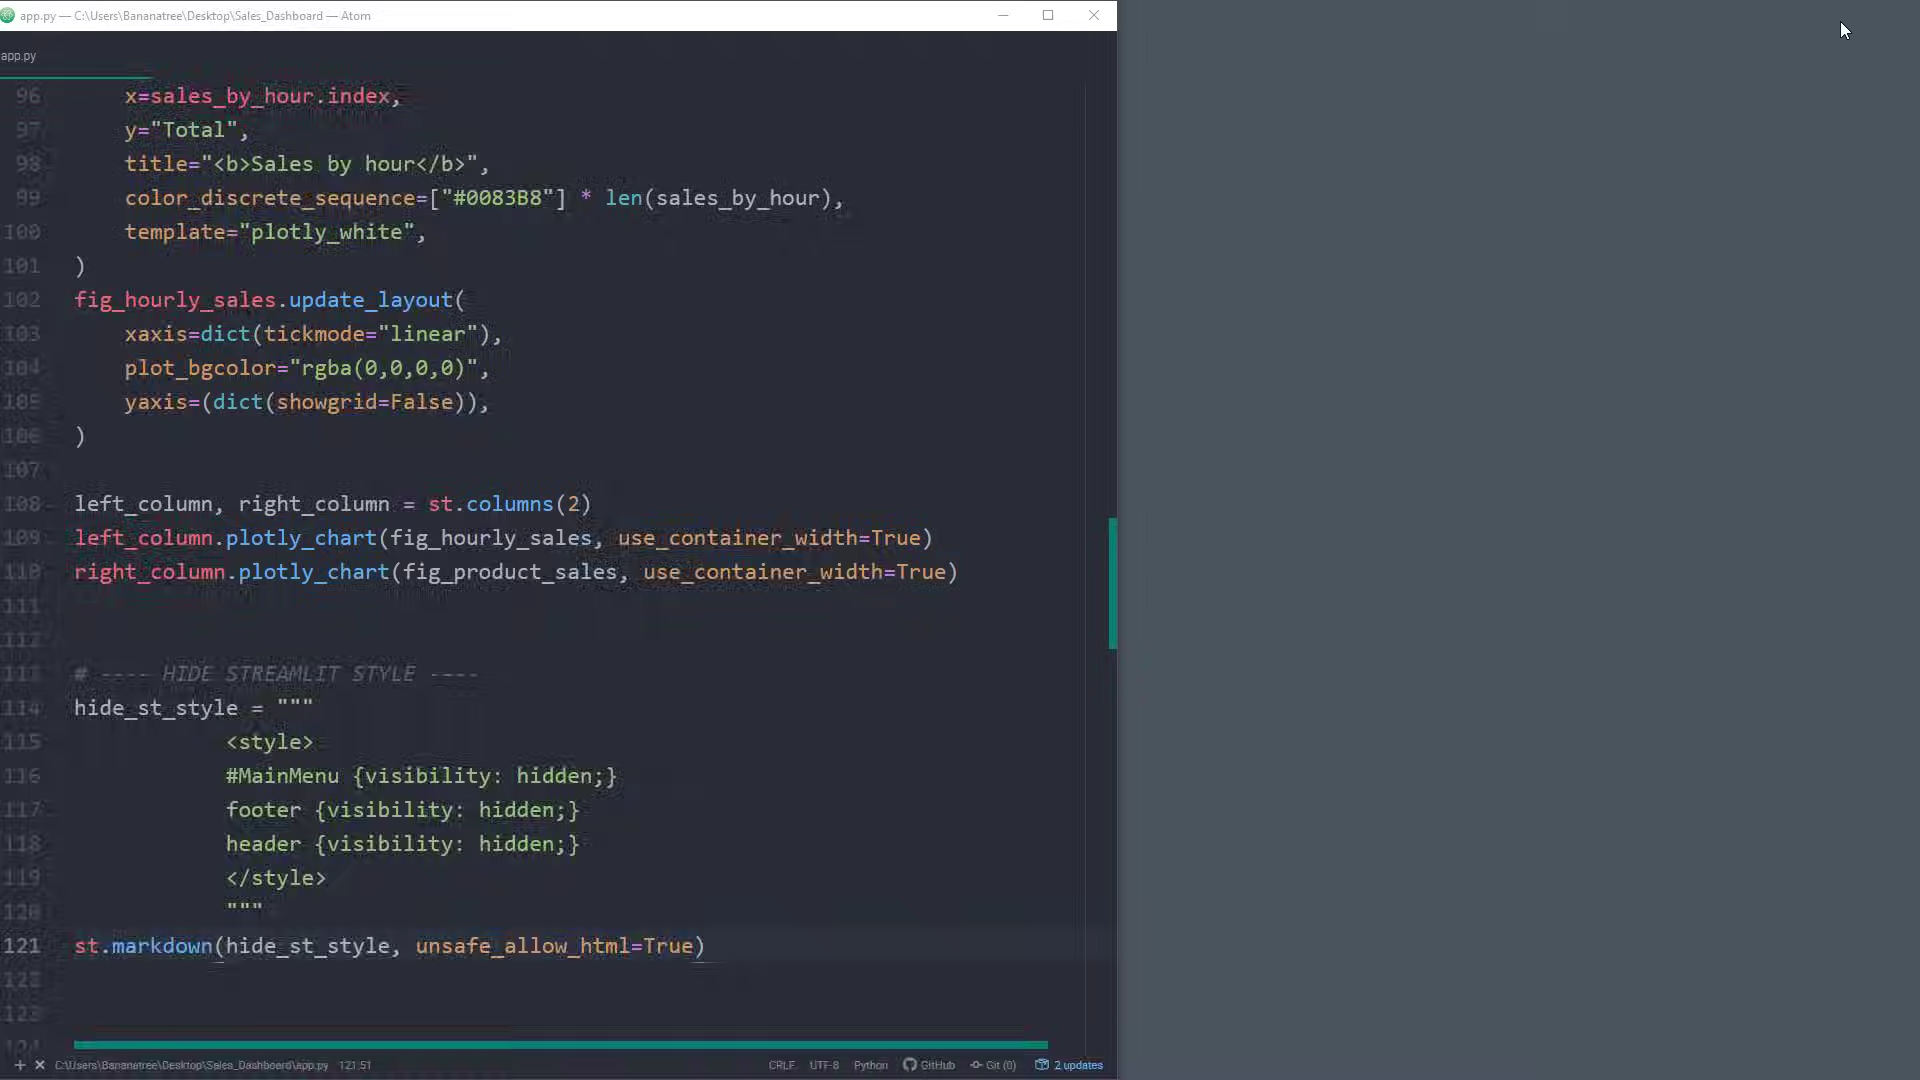 app.py — C:\Users\Bananatree\Desktop\Sales_Dashboard — Atom
app.py
96 x=sales_by_hour.index,
97 y="Total",
98 title="<b>Sales by hour</b>",
99 color_discrete_sequence=["#0083B8"] * len(sales_by_hour),
100 template="plotly_white",
101 )
102 fig_hourly_sales.update_layout(
103 xaxis=dict(tickmode="linear"),
104 plot_bgcolor="rgba(0,0,0,0)",
105 yaxis=(dict(showgrid=False)),
106 )
107
108 left_column, right_column = st.columns(2)
109 left_column.plotly_chart(fig_hourly_sales, use_container_width=True)
110 right_column.plotly_chart(fig_product_sales, use_container_width=True)
111
112
113 # ---- HIDE STREAMLIT STYLE ----
114 hide_st_style = """
115 <style>
116 #MainMenu {visibility: hidden;}
117 footer {visibility: hidden;}
118 header {visibility: hidden;}
119 </style>
120 """
121 st.markdown(hide_st_style, unsafe_allow_html=True)
122
123
124
C:\Users\Bananatree\Desktop\Sales_Dashboard\app.py 121:51 CRLF UTF-8 Python GitHub Git (0) 2 updates